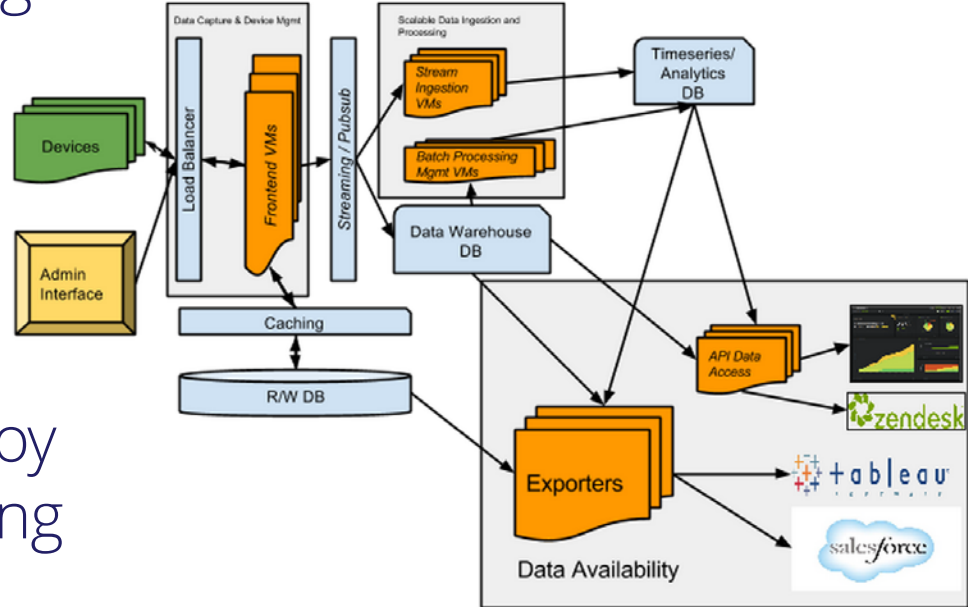 g
Data Capture & Device Mgmt
Scalable Data Ingestion and
Processing
Timeseries/
Analytics
DB
Stream
Ingestion
VMs
Devices
Load Balancer
Frontend VMs
Streaming / Pubsub
Batch Processing
Mgmt VMs
Data Warehouse
DB
Admin
Interface
Caching
API Data
Access
R/W DB
zendesk
by
ng
Exporters
+ableau
software
salesforce
Data Availability